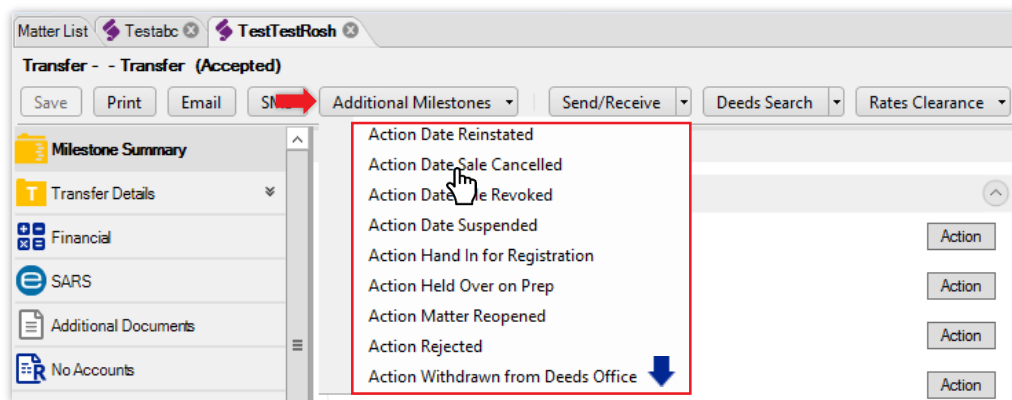 Matter List Testabc TestTestRosh
Transfer - - Transfer (Accepted)
Save Print Email Additional Milestones Send/Receive Deeds Search Rates Clearance
Milestone Summary
T Transfer Details
Financial
e SARS
Additional Documents
R No Accounts
Action Date Reinstated
Action Date Sale Cancelled
Action Date Revoked
Action Date Suspended
Action Hand In for Registration
Action Held Over on Prep
Action Matter Reopened
Action Rejected
Action Withdrawn from Deeds Office
Action
Action
Action
Action